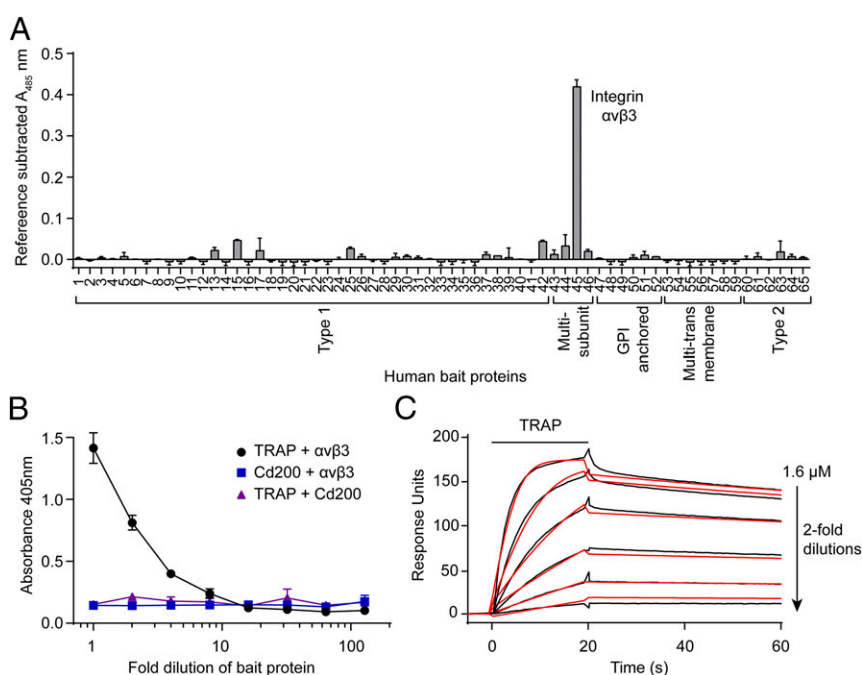 A
Refereence subtracted A485 nm
0.5
0.4
0.3
0.2
0.1
0.0
Integrin
αvβ3
1 2 3 4 5 6 7 8 9 10 11 12 13 14 15 16 17 18 19 20 21 22 23 24 25 26 27 28 29 30 31 32 33 34 35 36 37 38 39 40 41 42 43 44 45 46 47 48 49 50 51 52 53 54 55 56 57 58 59 60 61 62 63 64 65
Type 1
Multi-
subunit
GPI
anchored
Multi-trans
membrane
Type 2
Human bait proteins
B
Absorbance 405nm
1.5
1.0
0.5
0.0
TRAP + αvβ3
Cd200 + αvβ3
TRAP + Cd200
1 10 100
Fold dilution of bait protein
C
TRAP
Response Units
200
150
100
50
0
1.6 µM
2-fold
dilutions
0 20 40 60
Time (s)